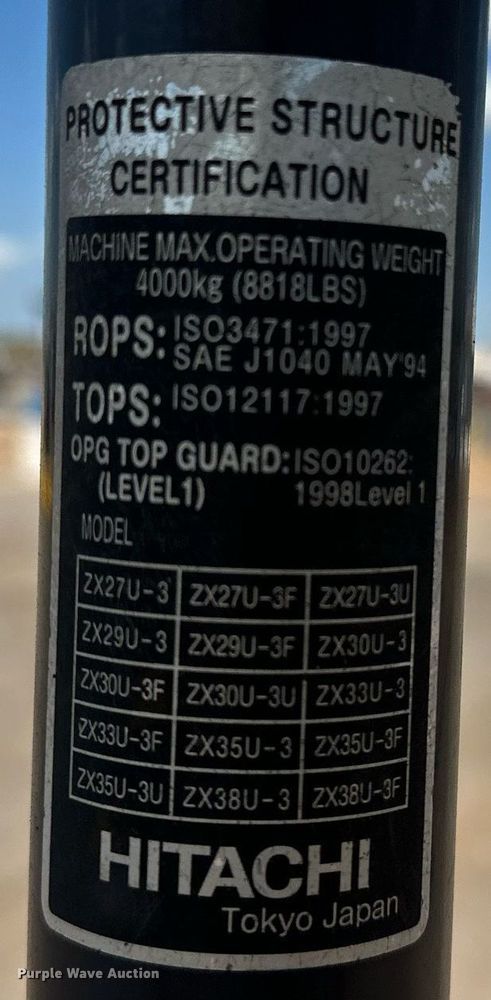 PROTECTIVE STRUCTURE
CERTIFICATION
MACHINE MAX.OPERATING WEIGHT
4000kg (8818LBS)
ROPS: ISO3471:1997
SAE J1040 MAY'94
TOPS: ISO12117:1997
OPG TOP GUARD: ISO10262:
(LEVEL1) 1998Level 1
MODEL
ZX27U-3 ZX27U-3F ZX27U-3U
ZX29U-3 ZX29U-3F ZX30U-3
ZX30U-3F ZX30U-3U ZX33U-3
ZX33U-3F ZX35U-3 ZX35U-3F
ZX35U-3U ZX38U-3 ZX38U-3F
HITACHI
Tokyo Japan
Purple Wave Auction